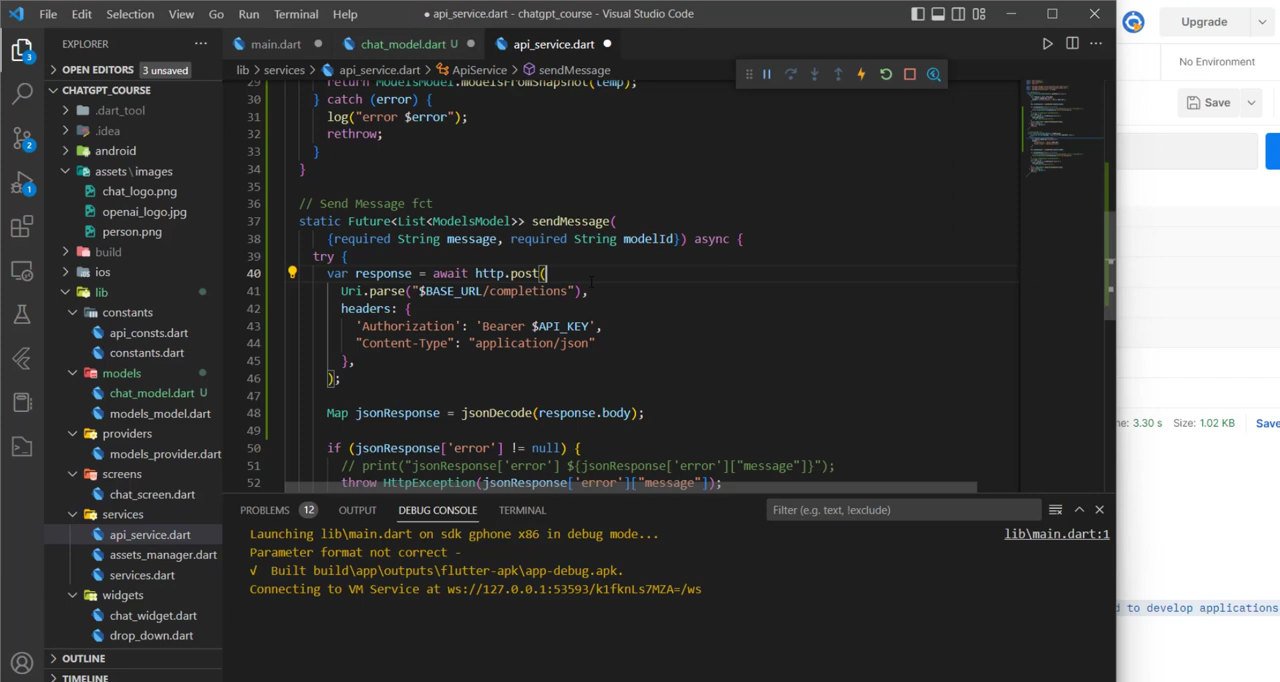 File Edit Selection View Go Run Terminal Help
● api_service.dart - chatgpt_course - Visual Studio Code
Upgrade
No Environment
Save
EXPLORER
OPEN EDITORS 3 unsaved
CHATGPT_COURSE
.dart_tool
.idea
android
assets\images
chat_logo.png
openai_logo.jpg
person.png
build
ios
lib
constants
api_consts.dart
constants.dart
models
chat_model.dart U
models_model.dart
providers
models_provider.dart
screens
chat_screen.dart
services
api_service.dart
assets_manager.dart
services.dart
widgets
chat_widget.dart
drop_down.dart
OUTLINE
TIMELINE
3
2
1
main.dart
chat_model.dart U
api_service.dart
lib > services > api_service.dart > ApiService > sendMessage
29 return ModelsModel.modelsFromSnapshot(temp);
30 } catch (error) {
31 log("error $error");
32 rethrow;
33 }
34 }
35
36 // Send Message fct
37 static Future<List<ModelsModel>> sendMessage(
38 {required String message, required String modelId}) async {
39 try {
40 var response = await http.post(
41 Uri.parse("$BASE_URL/completions"),
42 headers: {
43 'Authorization': 'Bearer $API_KEY',
44 "Content-Type": "application/json"
45 },
46 );
47
48 Map jsonResponse = jsonDecode(response.body);
49
50 if (jsonResponse['error'] != null) {
51 // print("jsonResponse['error'] ${jsonResponse['error']["message"]}");
52 throw HttpException(jsonResponse['error']["message"]);
PROBLEMS 12 OUTPUT DEBUG CONSOLE TERMINAL
Filter (e.g. text, !exclude)
Launching lib\main.dart on sdk gphone x86 in debug mode...
lib\main.dart:1
Parameter format not correct -
√ Built build\app\outputs\flutter-apk\app-debug.apk.
Connecting to VM Service at ws://127.0.0.1:53593/k1fknLs7MZA=/ws
ne: 3.30 s Size: 1.02 KB Save
d to develop applications